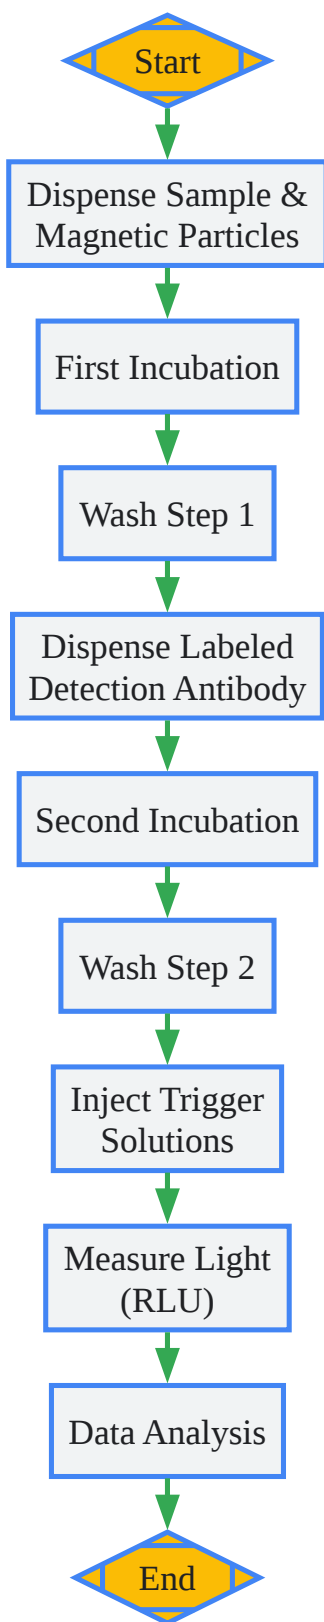 Start
Dispense Sample &
Magnetic Particles
First Incubation
Wash Step 1
Dispense Labeled
Detection Antibody
Second Incubation
Wash Step 2
Inject Trigger
Solutions
Measure Light
(RLU)
Data Analysis
End